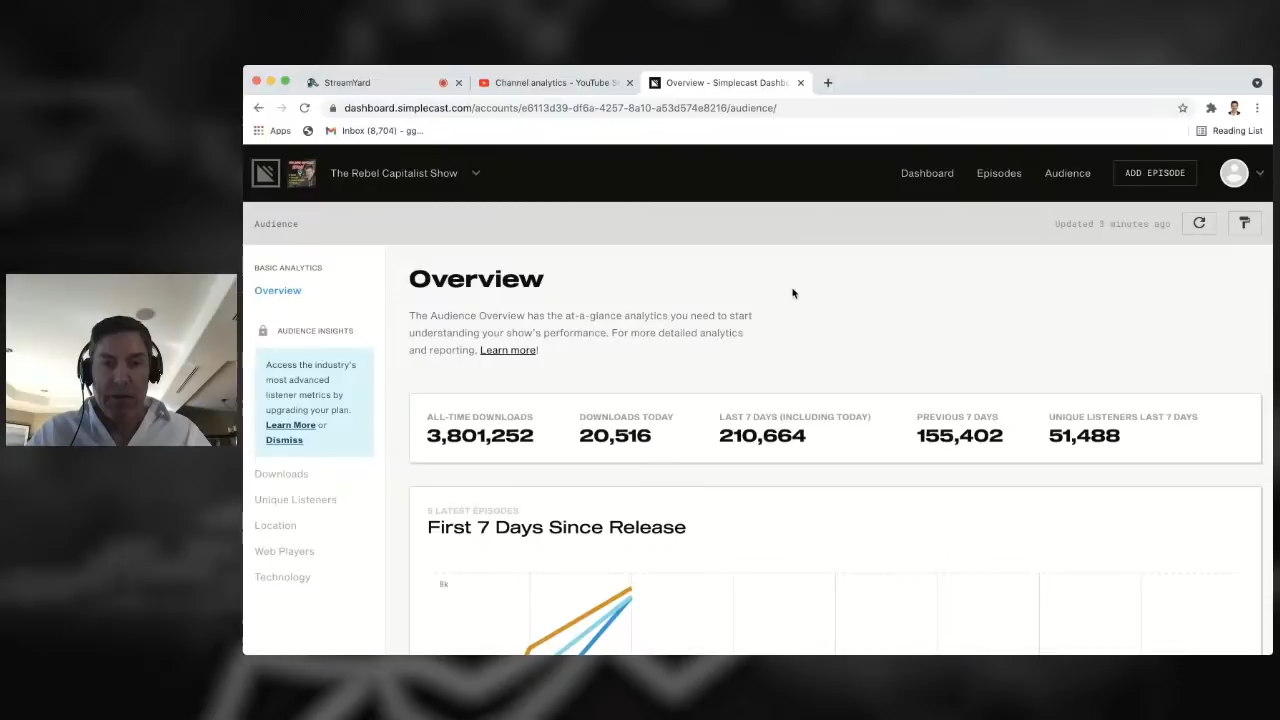 StreamYard
Channel analytics - YouTube S
Overview - Simplecast Dashb
dashboard.simplecast.com/accounts/e6113d39-df6a-4257-8a10-a53d574e8216/audience/
Apps
Inbox (8,704) - gg...
Reading List
The Rebel Capitalist Show
Dashboard
Episodes
Audience
ADD EPISODE
Audience
Updated 3 minutes ago
BASIC ANALYTICS
Overview
AUDIENCE INSIGHTS
Access the industry's
most advanced
listener metrics by
upgrading your plan.
Learn More or
Dismiss
Downloads
Unique Listeners
Location
Web Players
Technology
Overview
The Audience Overview has the at-a-glance analytics you need to start
understanding your show's performance. For more detailed analytics
and reporting, Learn more!
ALL-TIME DOWNLOADS
3,801,252
DOWNLOADS TODAY
20,516
LAST 7 DAYS (INCLUDING TODAY)
210,664
PREVIOUS 7 DAYS
155,402
UNIQUE LISTENERS LAST 7 DAYS
51,488
5 LATEST EPISODES
First 7 Days Since Release